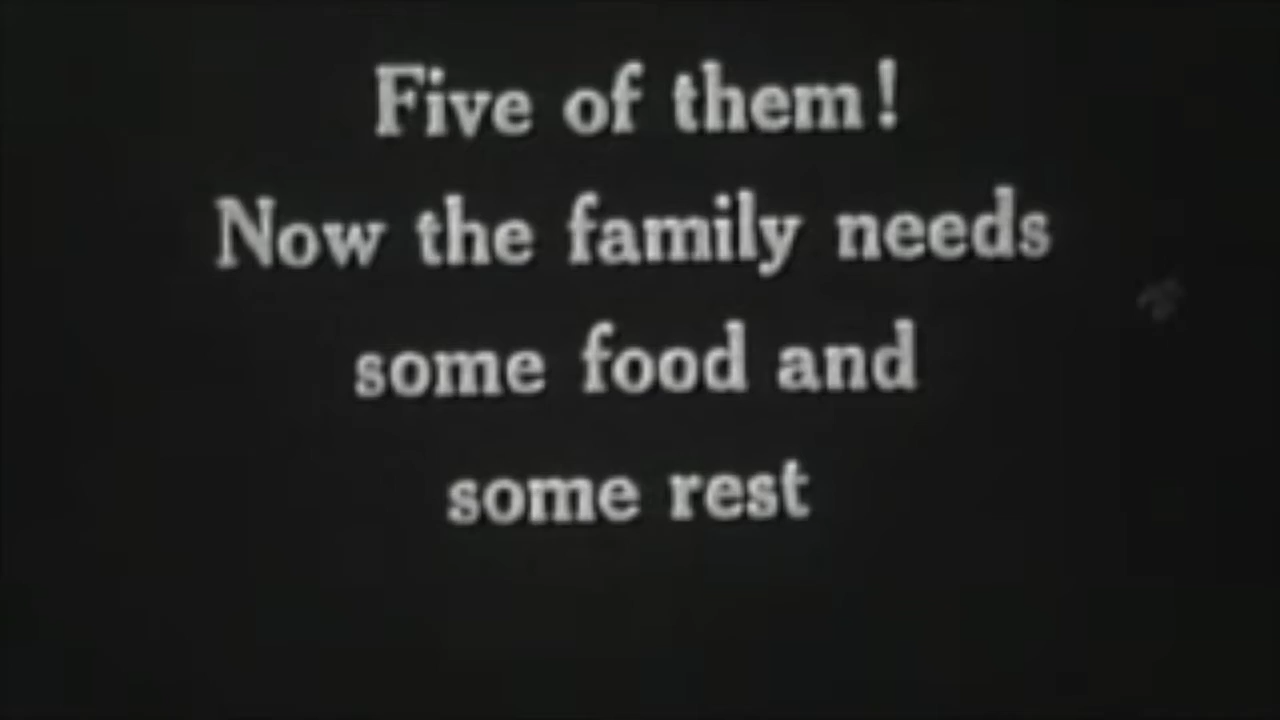 Five of them!
Now the family needs
some food and
some rest